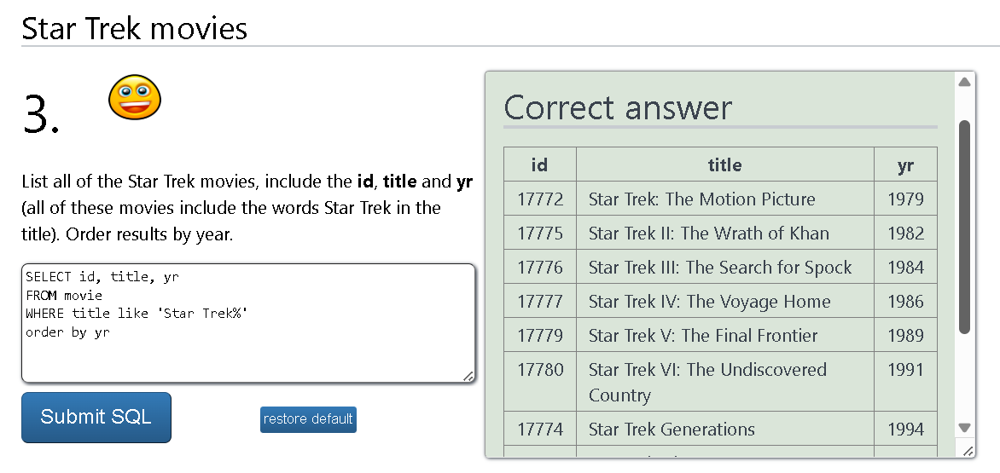 Star Trek movies
3.
List all of the Star Trek movies, include the id, title and yr
(all of these movies include the words Star Trek in the
title). Order results by year.
SELECT id, title, yr
FROM movie
WHERE title like 'Star Trek%'
order by yr
Submit SQL
restore default
Correct answer
id title yr
17772 Star Trek: The Motion Picture 1979
17775 Star Trek II: The Wrath of Khan 1982
17776 Star Trek III: The Search for Spock 1984
17777 Star Trek IV: The Voyage Home 1986
17779 Star Trek V: The Final Frontier 1989
17780 Star Trek VI: The Undiscovered 1991
Country
17774 Star Trek Generations 1994